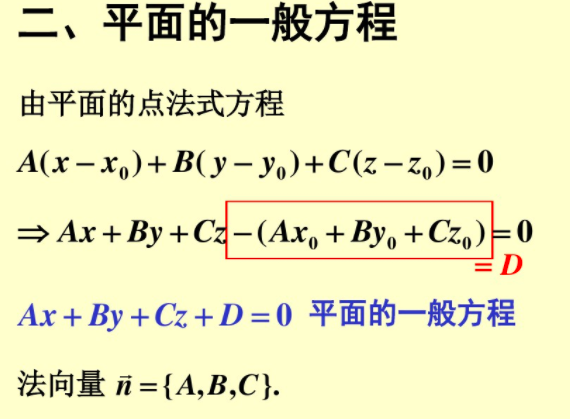 二、平面的一般方程
由平面的点法式方程
A(x − x₀) + B(y − y₀) + C(z − z₀) = 0
⇒ Ax + By + Cz − (Ax₀ + By₀ + Cz₀) = 0
= D
Ax + By + Cz + D = 0 平面的一般方程
法向量 n⃗ = {A, B, C}.